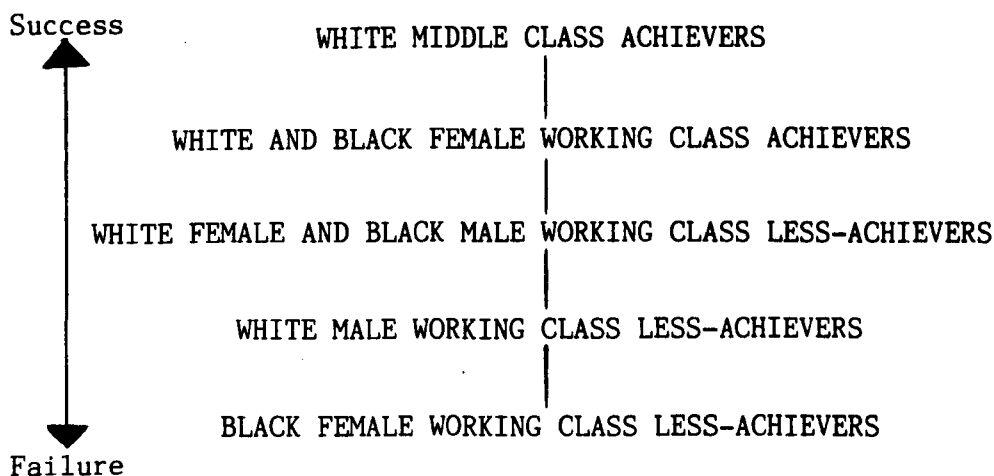 Success
WHITE MIDDLE CLASS ACHIEVERS
WHITE AND BLACK FEMALE WORKING CLASS ACHIEVERS
WHITE FEMALE AND BLACK MALE WORKING CLASS LESS-ACHIEVERS
WHITE MALE WORKING CLASS LESS-ACHIEVERS
BLACK FEMALE WORKING CLASS LESS-ACHIEVERS
Failure